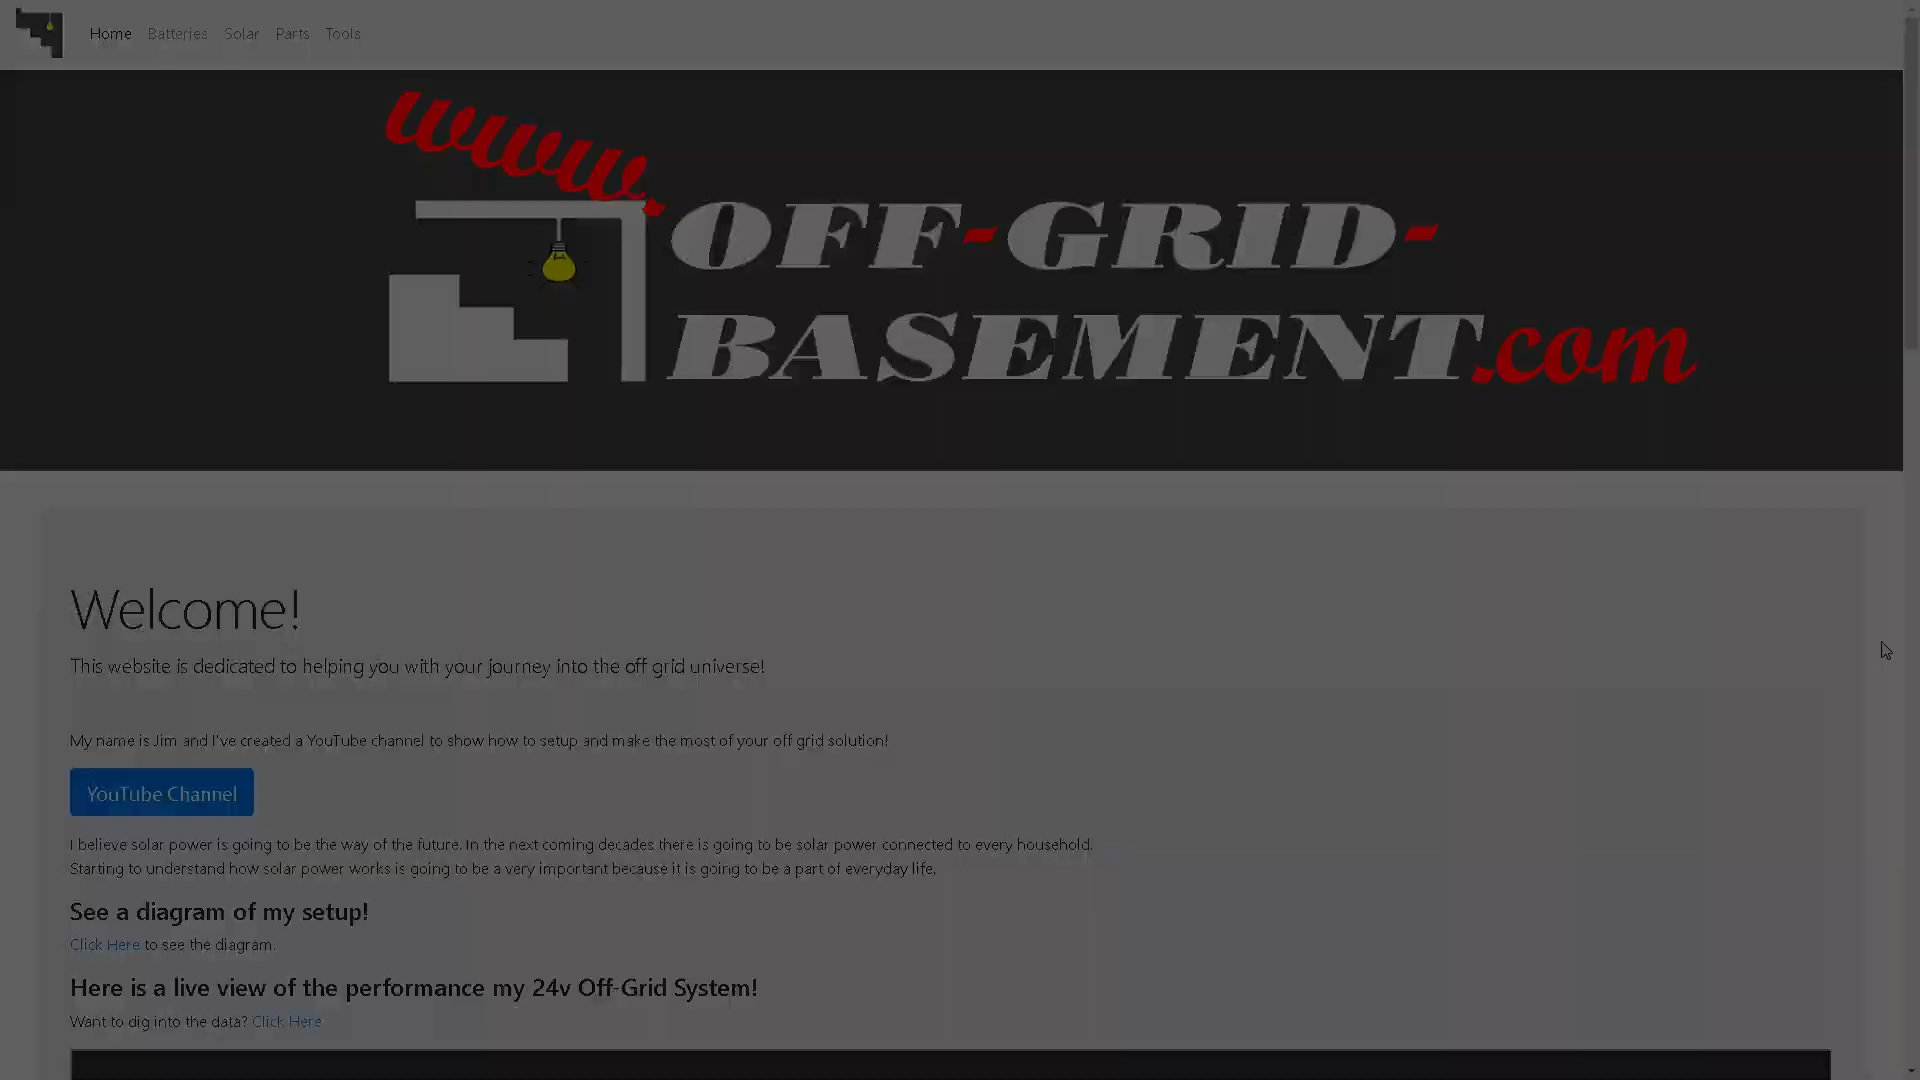 Home Batteries Solar Parts Tools
www.
OFF-GRID-
BASEMENT.com
Welcome!
This website is dedicated to helping you with your journey into the off grid universe!
My name is Jim and I've created a YouTube channel to show how to setup and make the most of your off grid solution!
YouTube Channel
I believe solar power is going to be the way of the future. In the next coming decades there is going to be solar power connected to every household.
Starting to understand how solar power works is going to be a very important because it is going to be a part of everyday life.
See a diagram of my setup!
Click Here to see the diagram.
Here is a live view of the performance my 24v Off-Grid System!
Want to dig into the data? Click Here